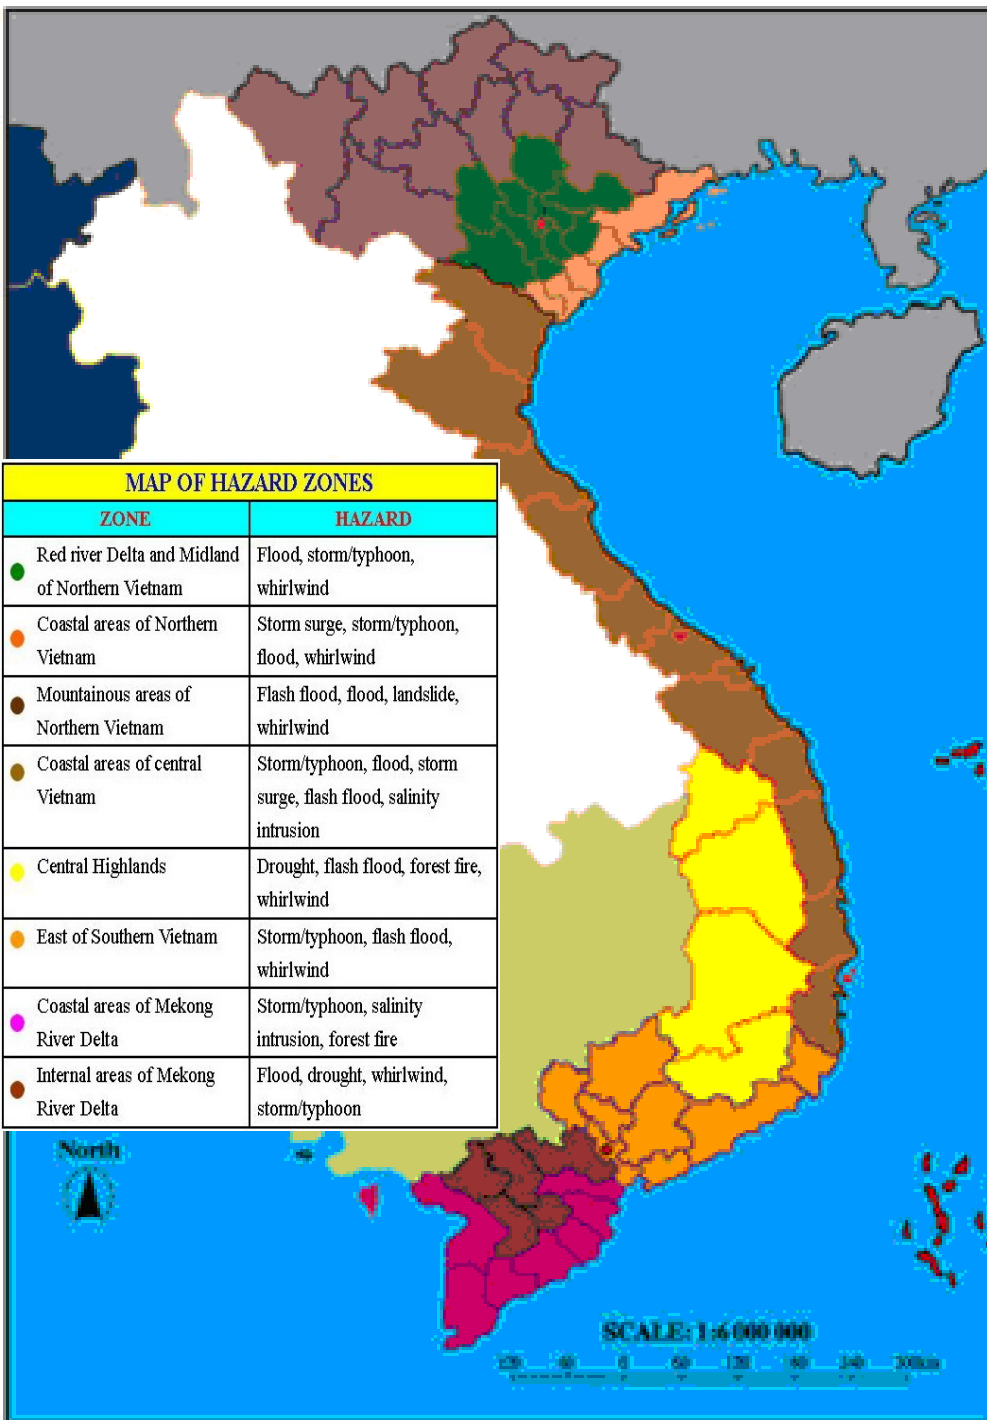 MAP OF HAZARD ZONES
ZONE HAZARD
Red river Delta and Midland
of Northern Vietnam
Flood, storm/typhoon,
whirlwind
Coastal areas of Northern
Vietnam
Storm surge, storm/typhoon,
flood, whirlwind
Mountainous areas of
Northern Vietnam
Flash flood, flood, landslide,
whirlwind
Coastal areas of central
Vietnam
Storm/typhoon, flood, storm
surge, flash flood, salinity
intrusion
Central Highlands
Drought, flash flood, forest fire,
whirlwind
East of Southern Vietnam
Storm/typhoon, flash flood,
whirlwind
Coastal areas of Mekong
River Delta
Storm/typhoon, salinity
intrusion, forest fire
Internal areas of Mekong
River Delta
Flood, drought, whirlwind,
storm/typhoon
North
SCALE: 1:6 000 000
0